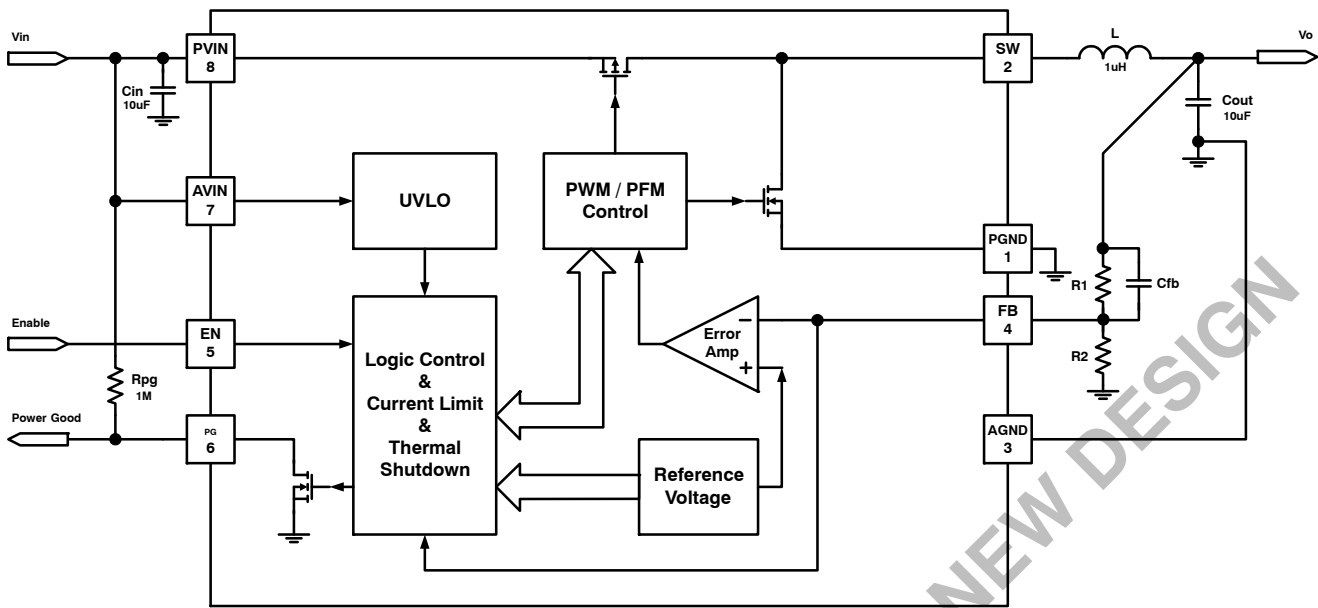 Vin
PVIN
8
Cin
10uF
SW
2
L
1uH
Vo
Cout
10uF
AVIN
7
UVLO
PWM / PFM
Control
PGND
1
R1
Cfb
Enable
EN
5
Logic Control
&
Current Limit
&
Thermal
Shutdown
Error
Amp
−
+
FB
4
R2
Rpg
1M
Power Good
PG
6
Reference
Voltage
AGND
3
NEW DESIGN